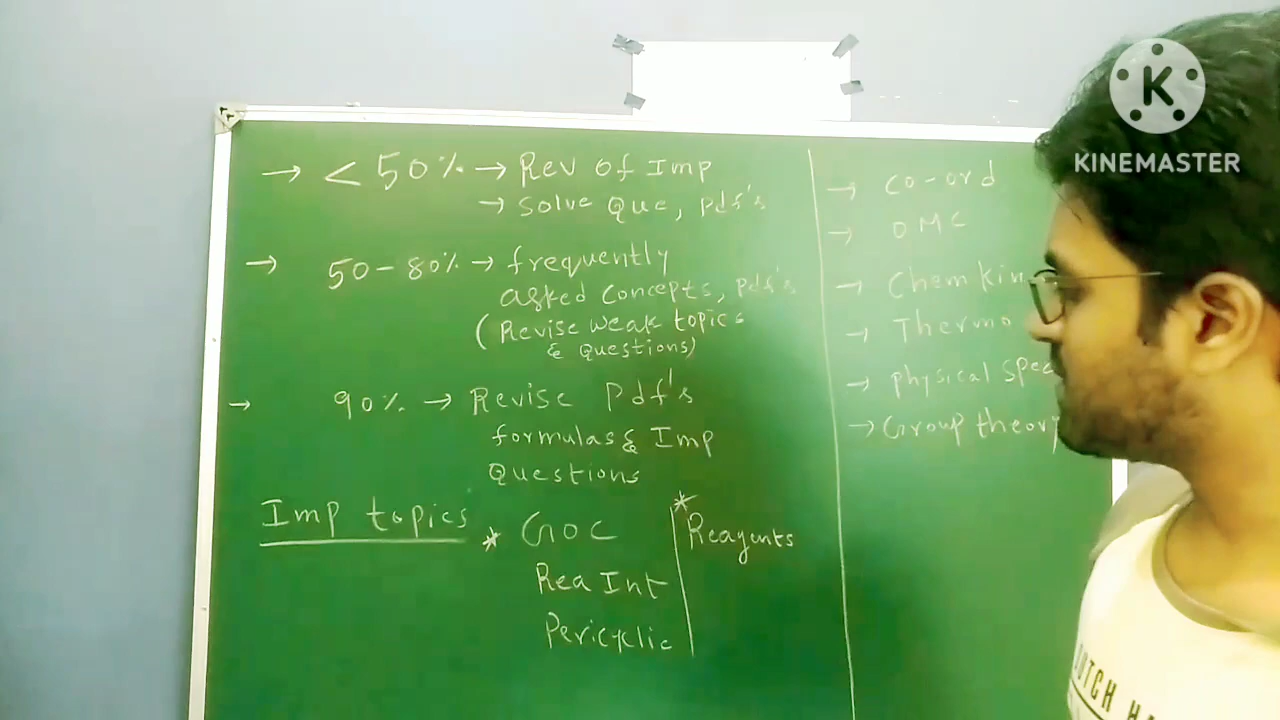 → < 50% → Rev of Imp
→ solve que, pdf's
→ 50 - 80% → frequently
asked concepts, pdf's
(Revise weak topics
& questions)
→ 90% → Revise Pdf's
formulas & Imp
Questions
Imp topics * GOC
Rea Int
Pericyclic
* Reagents
→ co-ord
→ OMC
→ Chem Kin
→ Thermo
→ physical Spec
→ Group theory
K
KINEMASTER